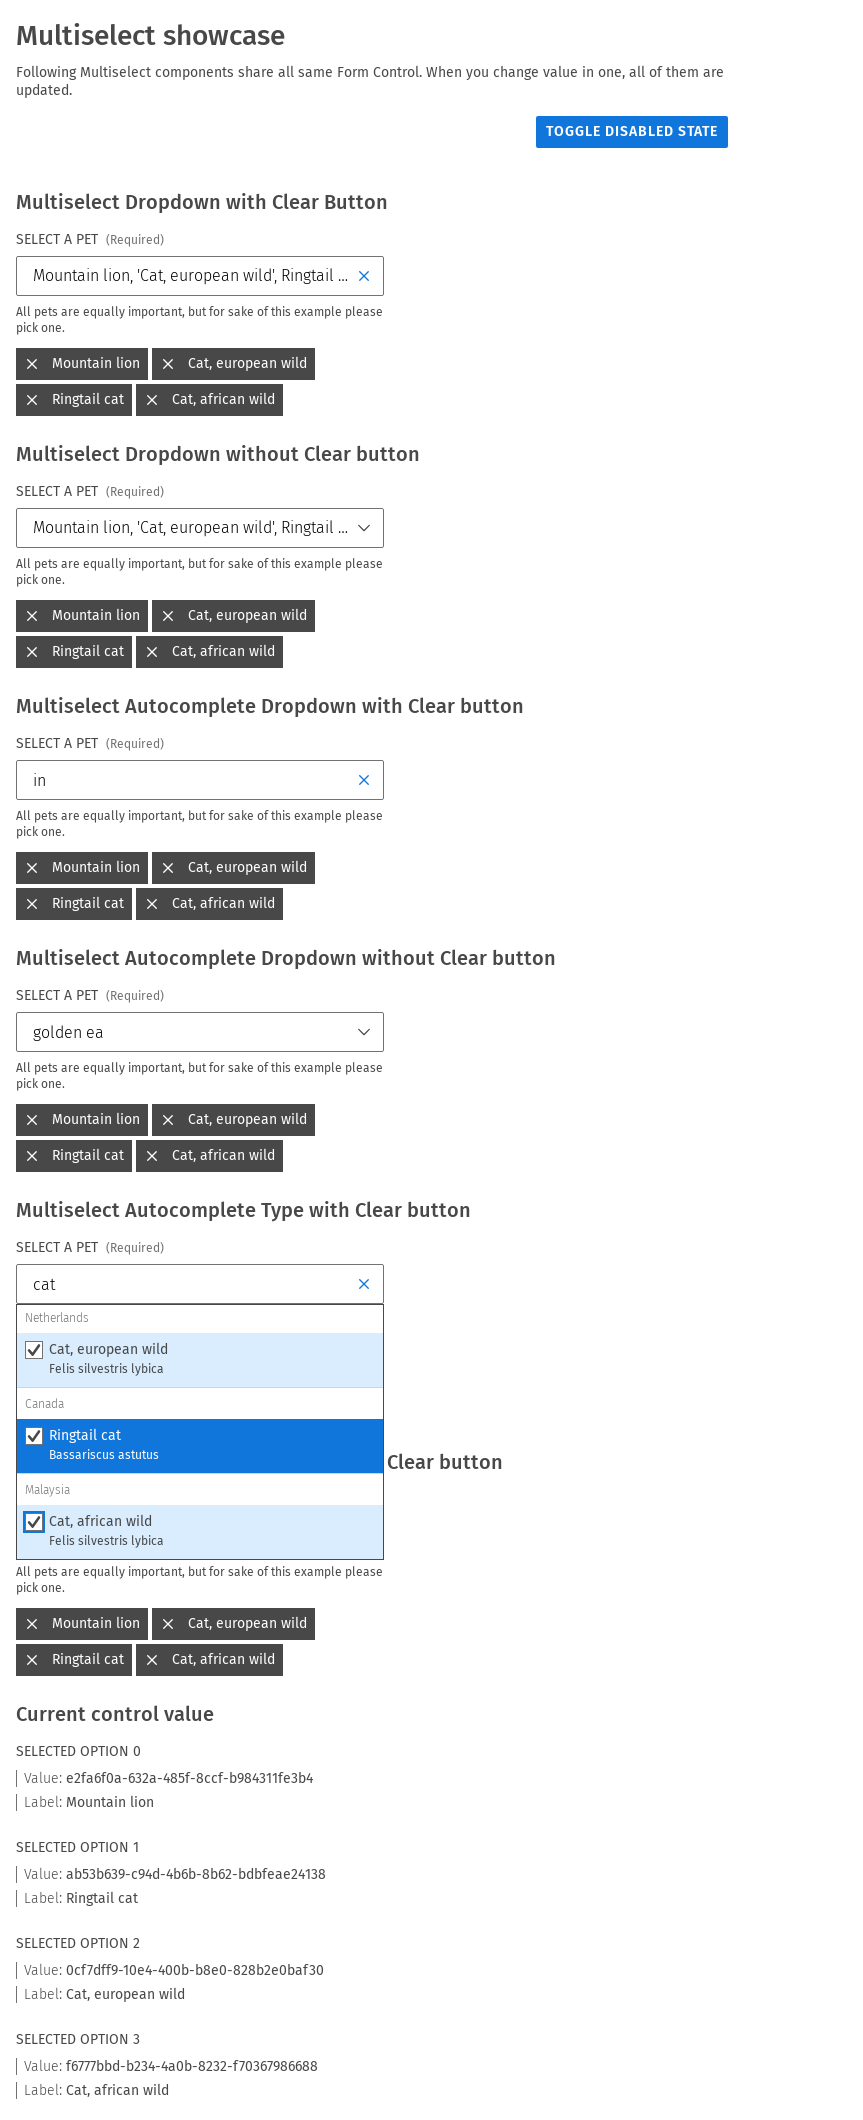 Multiselect showcase
Following Multiselect components share all same Form Control. When you change value in one, all of them are
updated.
TOGGLE DISABLED STATE
Multiselect Dropdown with Clear Button
SELECT A PET (Required)
Mountain lion, 'Cat, european wild', Ringtail ...
All pets are equally important, but for sake of this example please
pick one.
Mountain lion Cat, european wild
Ringtail cat Cat, african wild
Multiselect Dropdown without Clear button
SELECT A PET (Required)
Mountain lion, 'Cat, european wild', Ringtail ...
All pets are equally important, but for sake of this example please
pick one.
Mountain lion Cat, european wild
Ringtail cat Cat, african wild
Multiselect Autocomplete Dropdown with Clear button
SELECT A PET (Required)
in
All pets are equally important, but for sake of this example please
pick one.
Mountain lion Cat, european wild
Ringtail cat Cat, african wild
Multiselect Autocomplete Dropdown without Clear button
SELECT A PET (Required)
golden ea
All pets are equally important, but for sake of this example please
pick one.
Mountain lion Cat, european wild
Ringtail cat Cat, african wild
Multiselect Autocomplete Type with Clear button
SELECT A PET (Required)
cat
Netherlands
Cat, european wild
Felis silvestris lybica
Canada
Ringtail cat
Bassariscus astutus
Clear button
Malaysia
Cat, african wild
Felis silvestris lybica
All pets are equally important, but for sake of this example please
pick one.
Mountain lion Cat, european wild
Ringtail cat Cat, african wild
Current control value
SELECTED OPTION 0
Value: e2fa6f0a-632a-485f-8ccf-b984311fe3b4
Label: Mountain lion
SELECTED OPTION 1
Value: ab53b639-c94d-4b6b-8b62-bdbfeae24138
Label: Ringtail cat
SELECTED OPTION 2
Value: 0cf7dff9-10e4-400b-b8e0-828b2e0baf30
Label: Cat, european wild
SELECTED OPTION 3
Value: f6777bbd-b234-4a0b-8232-f70367986688
Label: Cat, african wild